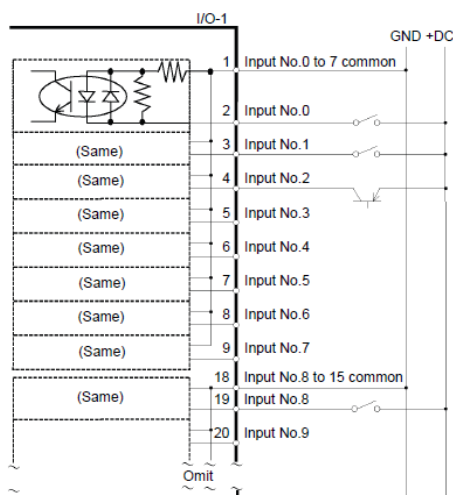 I/O-1
GND +DC
1 Input No.0 to 7 common
2 Input No.0
(Same) 3 Input No.1
(Same) 4 Input No.2
(Same) 5 Input No.3
(Same) 6 Input No.4
(Same) 7 Input No.5
(Same) 8 Input No.6
(Same) 9 Input No.7
18 Input No.8 to 15 common
(Same) 19 Input No.8
20 Input No.9
Omit